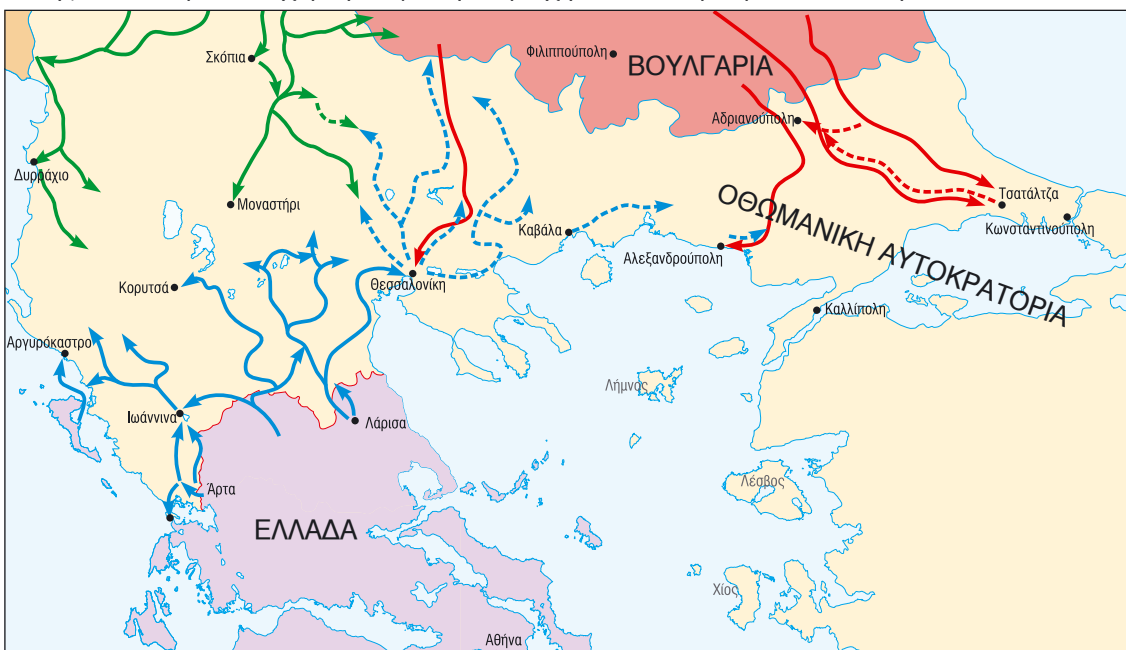 Σκόπια
Φιλιππούπολη
ΒΟΥΛΓΑΡΙΑ
Αδριανούπολη
Δυρράχιο
Μοναστήρι
Τσατάλτζα
Κωνσταντινούπολη
ΟΘΩΜΑΝΙΚΗ ΑΥΤΟΚΡΑΤΟΡΙΑ
Καβάλα
Αλεξανδρούπολη
Κορυτσά
Θεσσαλονίκη
Καλλίπολη
Αργυρόκαστρο
Λήμνος
Ιωάννινα
Λάρισα
Άρτα
Λέσβος
ΕΛΛΑΔΑ
Χίος
Αθήνα